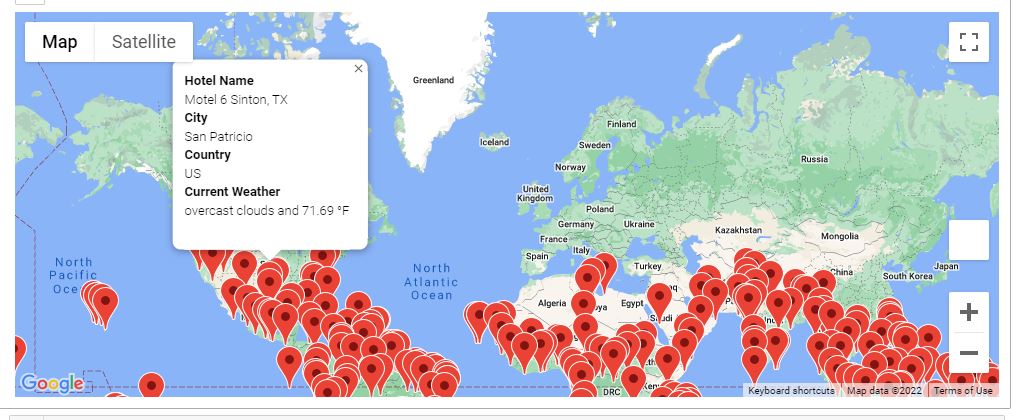 Map
Satellite
Hotel Name
Motel 6 Sinton, TX
City
San Patricio
Country
US
Current Weather
overcast clouds and 71.69 °F
Greenland
Iceland
Finland
Sweden
Norway
Russia
United
Kingdom
Poland
Germany
Ukraine
France
Kazakhstan
Mongolia
Italy
Spain
Turkey
China
Japan
South Korea
North
Pacific
Oce
North
Atlantic
Ocean
Algeria
ya
Egypt
DRC
Google
Keyboard shortcuts
Map data ©2022
Terms of Use